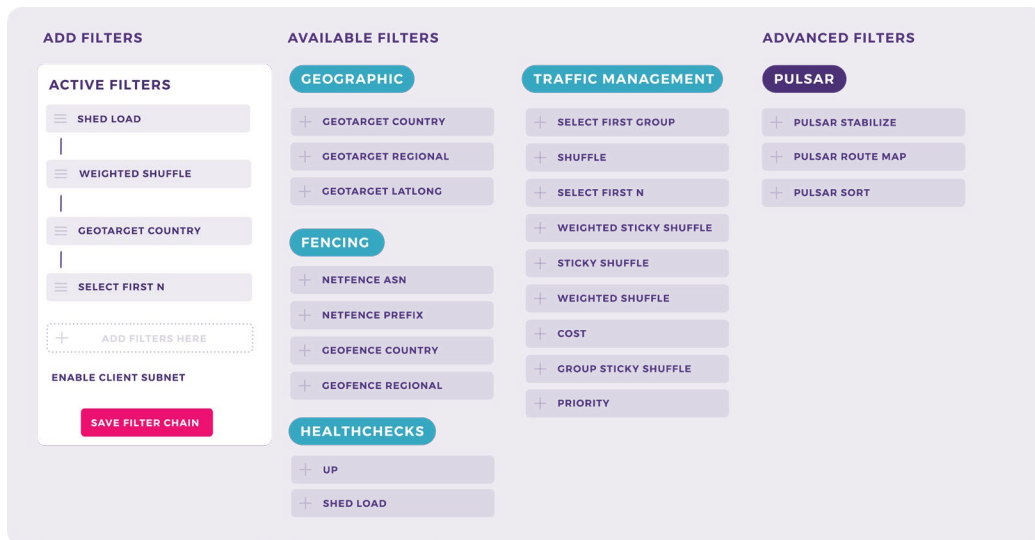 ADD FILTERS
ACTIVE FILTERS
SHED LOAD
WEIGHTED SHUFFLE
GEOTARGET COUNTRY
SELECT FIRST N
ADD FILTERS HERE
ENABLE CLIENT SUBNET
SAVE FILTER CHAIN
AVAILABLE FILTERS
GEOGRAPHIC
GEOTARGET COUNTRY
GEOTARGET REGIONAL
GEOTARGET LATLONG
FENCING
NETFENCE ASN
NETFENCE PREFIX
GEOFENCE COUNTRY
GEOFENCE REGIONAL
HEALTHCHECKS
UP
SHED LOAD
TRAFFIC MANAGEMENT
SELECT FIRST GROUP
SHUFFLE
SELECT FIRST N
WEIGHTED STICKY SHUFFLE
STICKY SHUFFLE
WEIGHTED SHUFFLE
COST
GROUP STICKY SHUFFLE
PRIORITY
ADVANCED FILTERS
PULSAR
PULSAR STABILIZE
PULSAR ROUTE MAP
PULSAR SORT